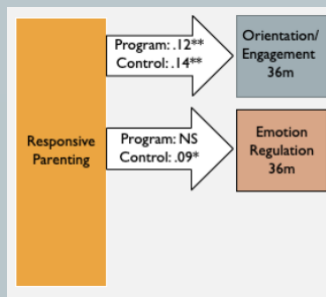 Responsive
Parenting
Program: .12**
Control: .14**
Orientation/
Engagement
36m
Program: NS
Control: .09*
Emotion
Regulation
36m